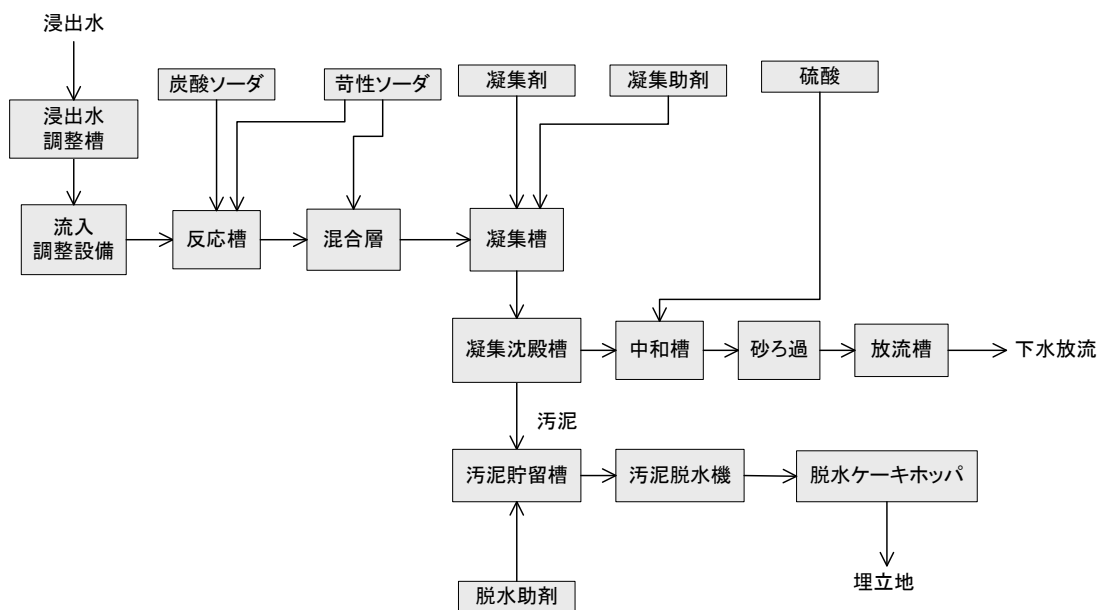 浸出水
炭酸ソーダ
苛性ソーダ
凝集剤
凝集助剤
硫酸
浸出水
調整槽
流入
調整設備
反応槽
混合層
凝集槽
凝集沈殿槽
中和槽
砂ろ過
放流槽
下水放流
汚泥
汚泥貯留槽
汚泥脱水機
脱水ケーキホッパ
埋立地
脱水助剤